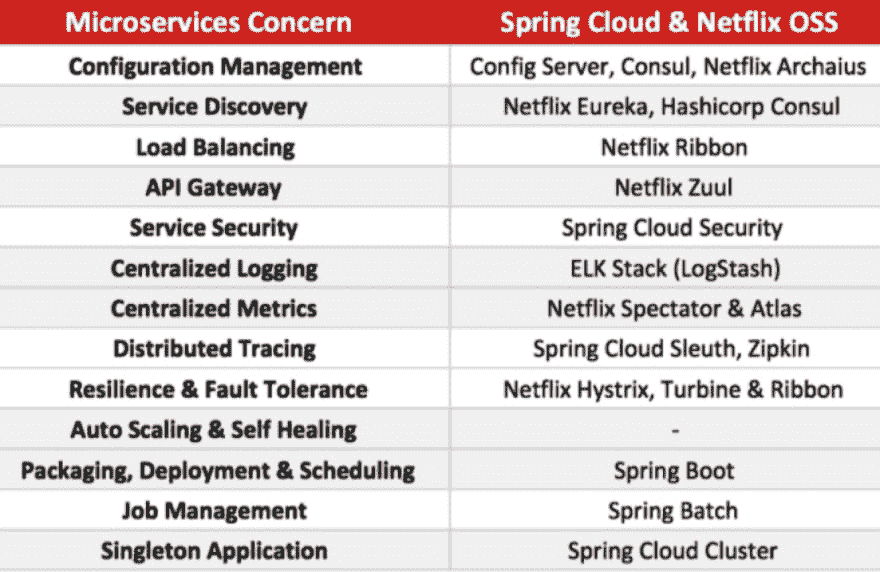 Microservices Concern Spring Cloud & Netflix OSS
Configuration Management Config Server, Consul, Netflix Archaius
Service Discovery Netflix Eureka, Hashicorp Consul
Load Balancing Netflix Ribbon
API Gateway Netflix Zuul
Service Security Spring Cloud Security
Centralized Logging ELK Stack (LogStash)
Centralized Metrics Netflix Spectator & Atlas
Distributed Tracing Spring Cloud Sleuth, Zipkin
Resilience & Fault Tolerance Netflix Hystrix, Turbine & Ribbon
Auto Scaling & Self Healing -
Packaging, Deployment & Scheduling Spring Boot
Job Management Spring Batch
Singleton Application Spring Cloud Cluster